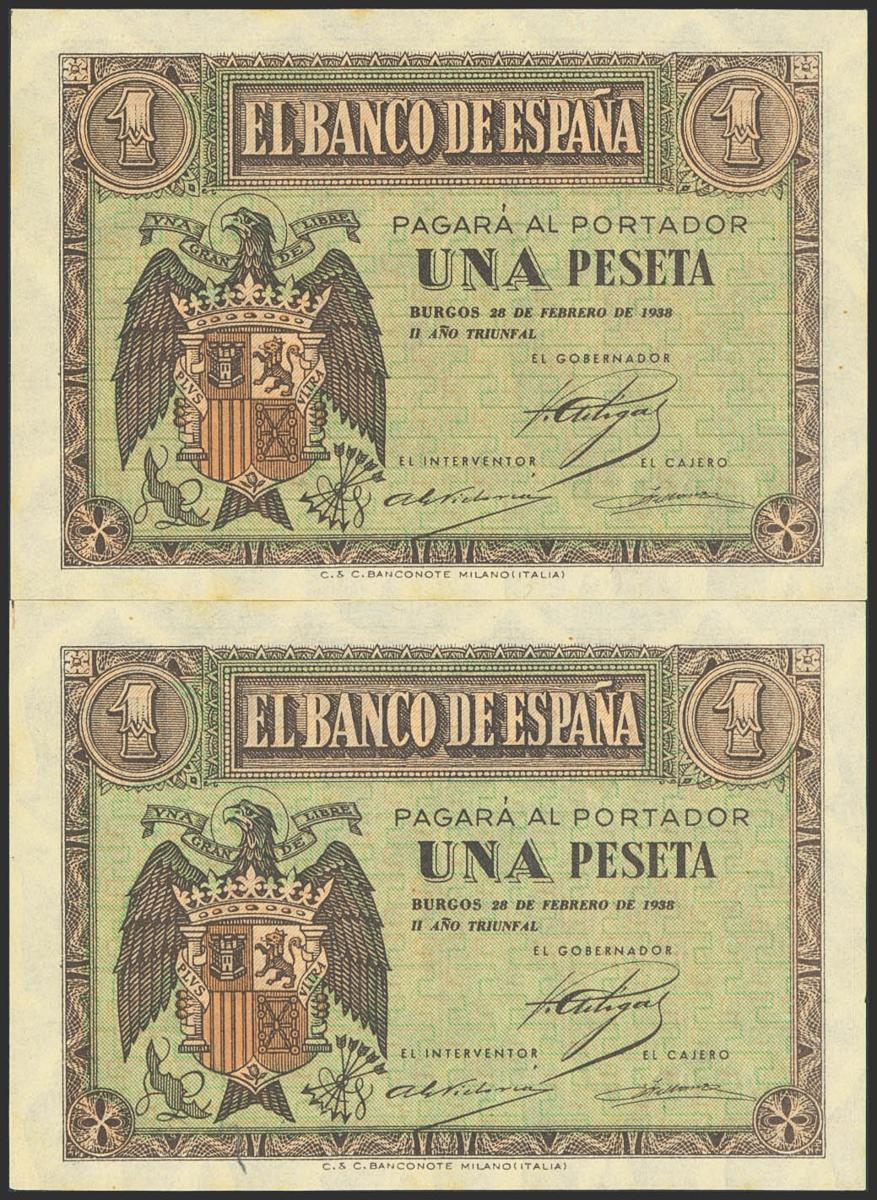 1 EL BANCO DE ESPAÑA 1
PAGARÁ AL PORTADOR
UNA PESETA
BURGOS 28 DE FEBRERO DE 1938
II AÑO TRIUNFAL
EL GOBERNADOR
EL INTERVENTOR EL CAJERO
VNA GRANDE LIBRE
PLVS VLTRA
C. & C. BANCONOTE MILANO (ITALIA)
1 EL BANCO DE ESPAÑA 1
PAGARÁ AL PORTADOR
UNA PESETA
BURGOS 28 DE FEBRERO DE 1938
II AÑO TRIUNFAL
EL GOBERNADOR
EL INTERVENTOR EL CAJERO
VNA GRANDE LIBRE
PLVS VLTRA
C. & C. BANCONOTE MILANO (ITALIA)